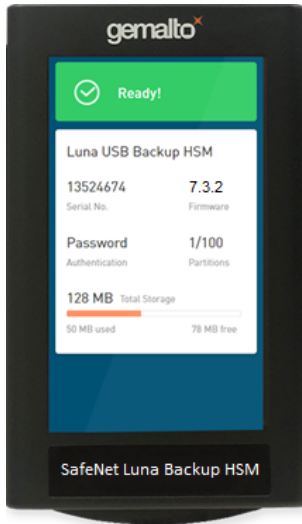 gemalto
Ready!
Luna USB Backup HSM
13524674 7.3.2
Serial No. Firmware
Password 1/100
Authentication Partitions
128 MB Total Storage
50 MB used 78 MB free
SafeNet Luna Backup HSM